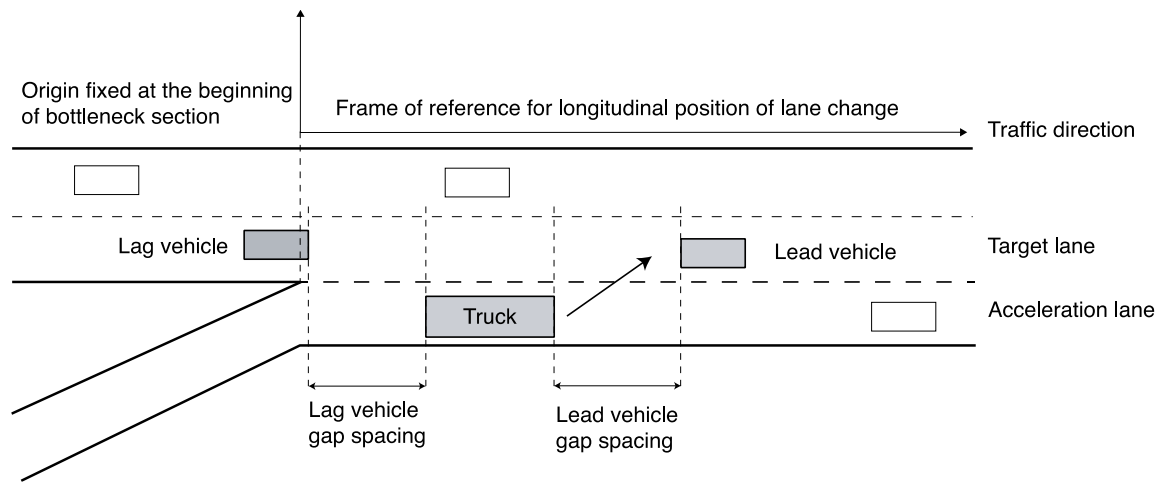 Origin fixed at the beginning
of bottleneck section
Frame of reference for longitudinal position of lane change
Traffic direction
Lag vehicle
Lead vehicle
Target lane
Truck
Acceleration lane
Lag vehicle
gap spacing
Lead vehicle
gap spacing